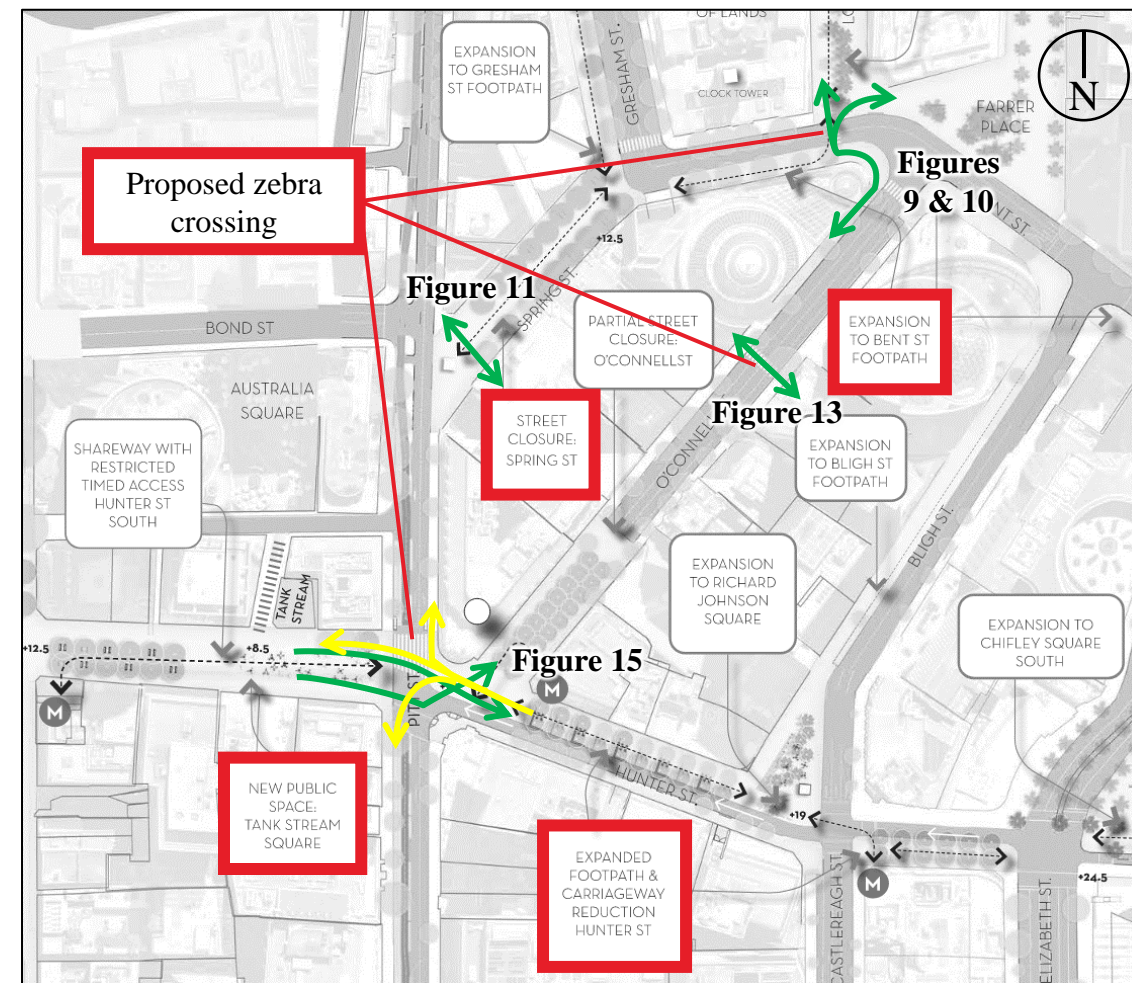 OF LANDS
LO
EXPANSION
TO GRESHAM
ST FOOTPATH
GRESHAM ST.
CLOCK TOWER
N
FARRER
PLACE
Proposed zebra
crossing
Figures
9 & 10
NT ST.
+12.5
Figure 11
SPRING ST.
BOND ST
PARTIAL STREET
CLOSURE:
O'CONNELLST
EXPANSION
TO BENT ST
FOOTPATH
AUSTRALIA
SQUARE
STREET
CLOSURE:
SPRING ST
Figure 13
O'CONNELL
SHAREWAY WITH
RESTRICTED
TIMED ACCESS
HUNTER ST
SOUTH
EXPANSION
TO BLIGH ST
FOOTPATH
BLIGH ST.
EXPANSION
TO RICHARD
JOHNSON
SQUARE
TANK
STREAM
EXPANSION TO
CHIFLEY SQUARE
SOUTH
+12.5
+8.5
Figure 15
M
M
PITT ST.
NEW PUBLIC
SPACE:
TANK STREAM
SQUARE
HUNTER ST.
+19
EXPANDED
FOOTPATH &
CARRIAGEWAY
REDUCTION
HUNTER ST
M
+24.5
CASTLEREAGH ST.
ELIZABETH ST.